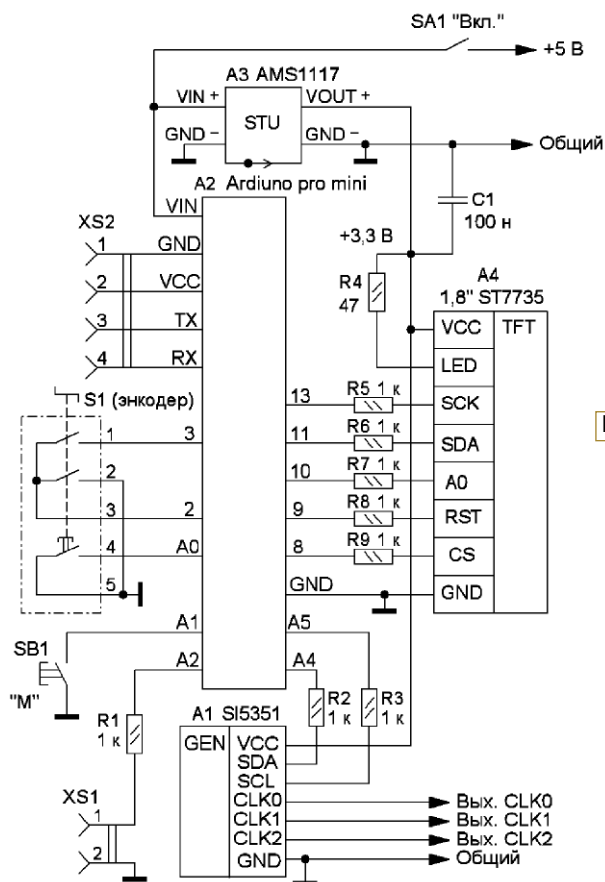 SA1 "Вкл."
+5 В
A3 AMS1117
VIN +
VOUT +
STU
GND −
GND −
Общий
A2 Ardiuno pro mini
C1
100 н
VIN
XS2
1
GND
+3,3 В
2
VCC
R4
47
A4
1,8" ST7735
3
TX
VCC
TFT
4
RX
LED
S1 (энкодер)
13
R5 1 к
SCK
1
3
11
R6 1 к
SDA
2
10
R7 1 к
A0
3
2
9
R8 1 к
RST
4
A0
8
R9 1 к
CS
5
GND
GND
A1
A5
SB1
"М"
A2
A4
R1
1 к
R2
1 к
R3
1 к
A1 SI5351
GEN
VCC
SDA
SCL
XS1
1
CLK0
Вых. CLK0
CLK1
Вых. CLK1
2
CLK2
Вых. CLK2
GND
Общий